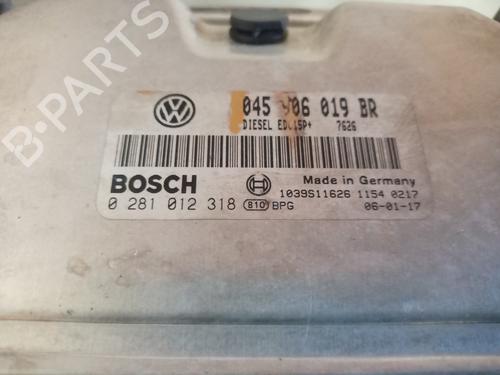 VW
045 906 019 BR
DIESEL EDC15P+ 7626
BOSCH
Made in Germany
1039S11626 1154 0217
0 281 012 318 810 BPG 06-01-17
B-PARTS